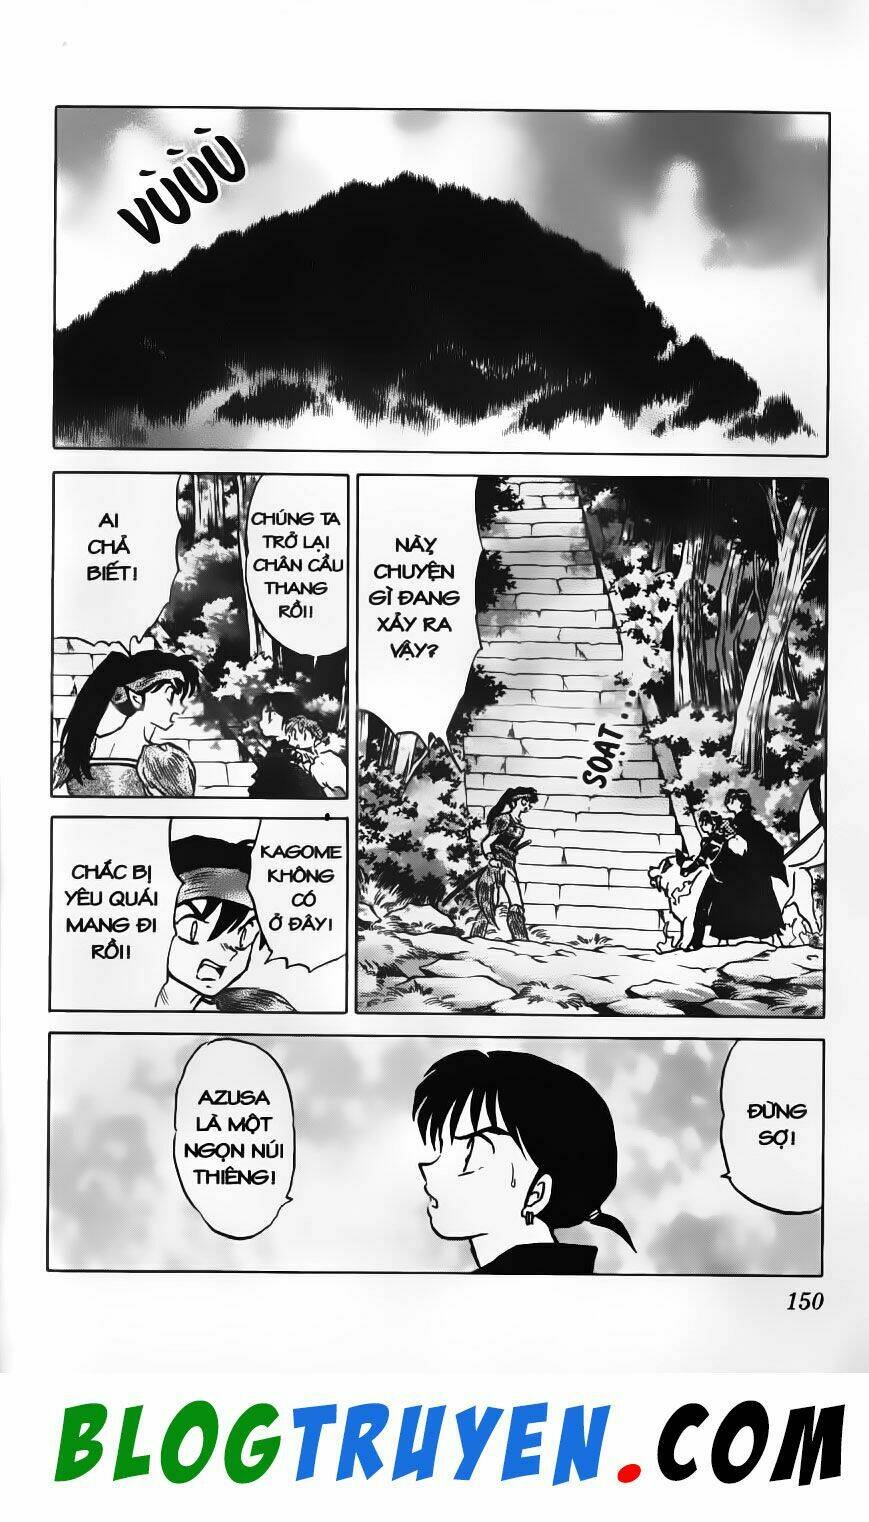 VÙÙÙ
NÀY,
CHUYỆN
GÌ ĐANG
XẢY RA
VẬY?
SOẠT...
CHÚNG TA
TRỞ LẠI
CHÂN CẦU
THANG
RỒI!
AI
CHẢ
BIẾT!
KAGOME
KHÔNG
CÓ
Ở ĐÂY!
CHẮC BỊ
YÊU QUÁI
MANG ĐI
RỒI!
ĐỪNG
SỢ!
AZUSA
LÀ MỘT
NGỌN NÚI
THIÊNG!
150
BLOGTRUYEN.COM